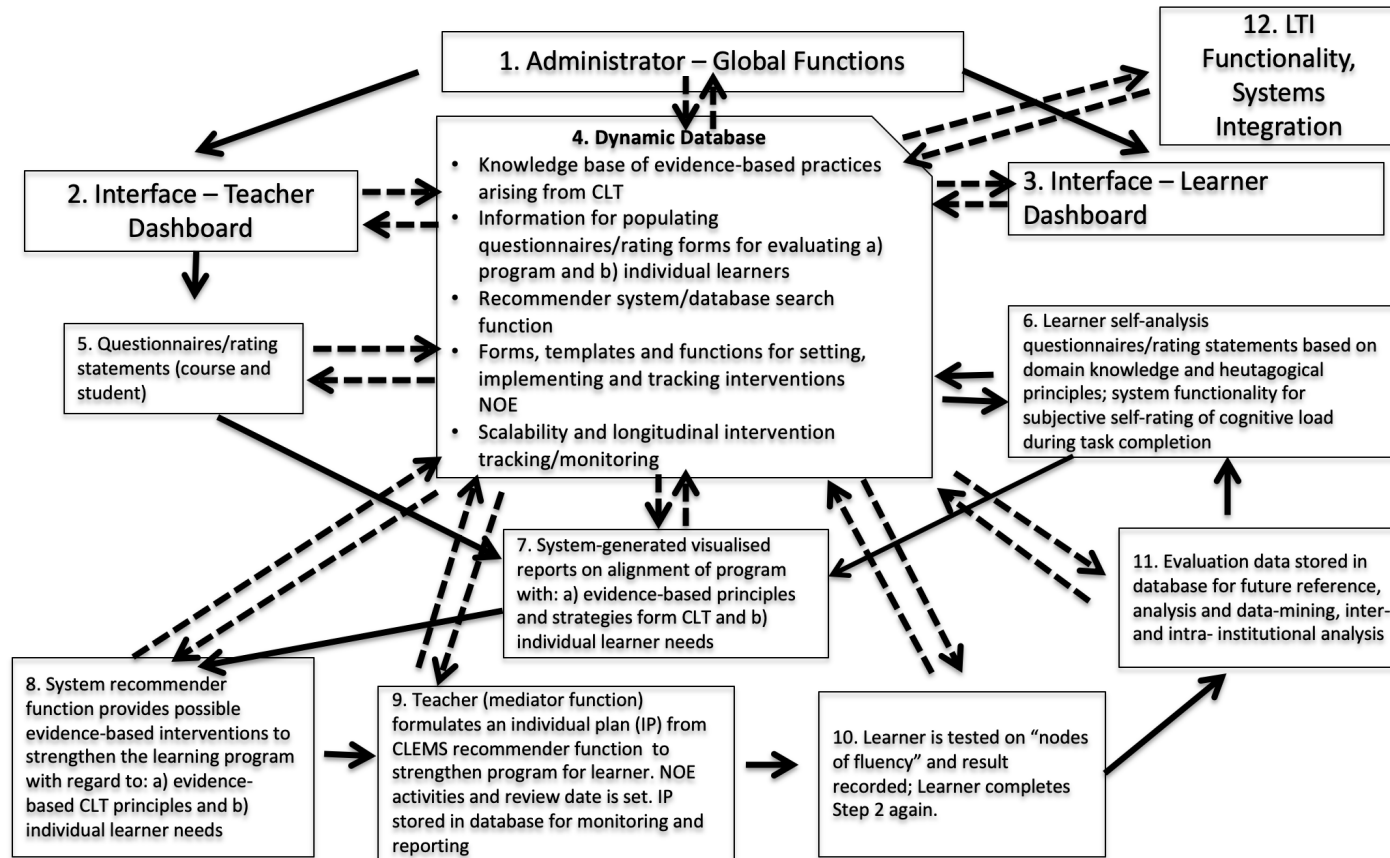 1. Administrator – Global Functions
12. LTI
Functionality,
Systems
Integration
2. Interface – Teacher
Dashboard
4. Dynamic Database
• Knowledge base of evidence-based practices
arising from CLT
• Information for populating
questionnaires/rating forms for evaluating a)
program and b) individual learners
• Recommender system/database search
function
• Forms, templates and functions for setting,
implementing and tracking interventions
NOE
• Scalability and longitudinal intervention
tracking/monitoring
3. Interface – Learner
Dashboard
5. Questionnaires/rating
statements (course and
student)
6. Learner self-analysis
questionnaires/rating statements based on
domain knowledge and heutagogical
principles; system functionality for
subjective self-rating of cognitive load
during task completion
7. System-generated visualised
reports on alignment of program
with: a) evidence-based principles
and strategies form CLT and b)
individual learner needs
8. System recommender
function provides possible
evidence-based interventions to
strengthen the learning program
with regard to: a) evidence-
based CLT principles and b)
individual learner needs
9. Teacher (mediator function)
formulates an individual plan (IP) from
CLEMS recommender function to
strengthen program for learner. NOE
activities and review date is set. IP
stored in database for monitoring and
reporting
10. Learner is tested on “nodes
of fluency” and result
recorded; Learner completes
Step 2 again.
11. Evaluation data stored in
database for future reference,
analysis and data-mining, inter-
and intra- institutional analysis